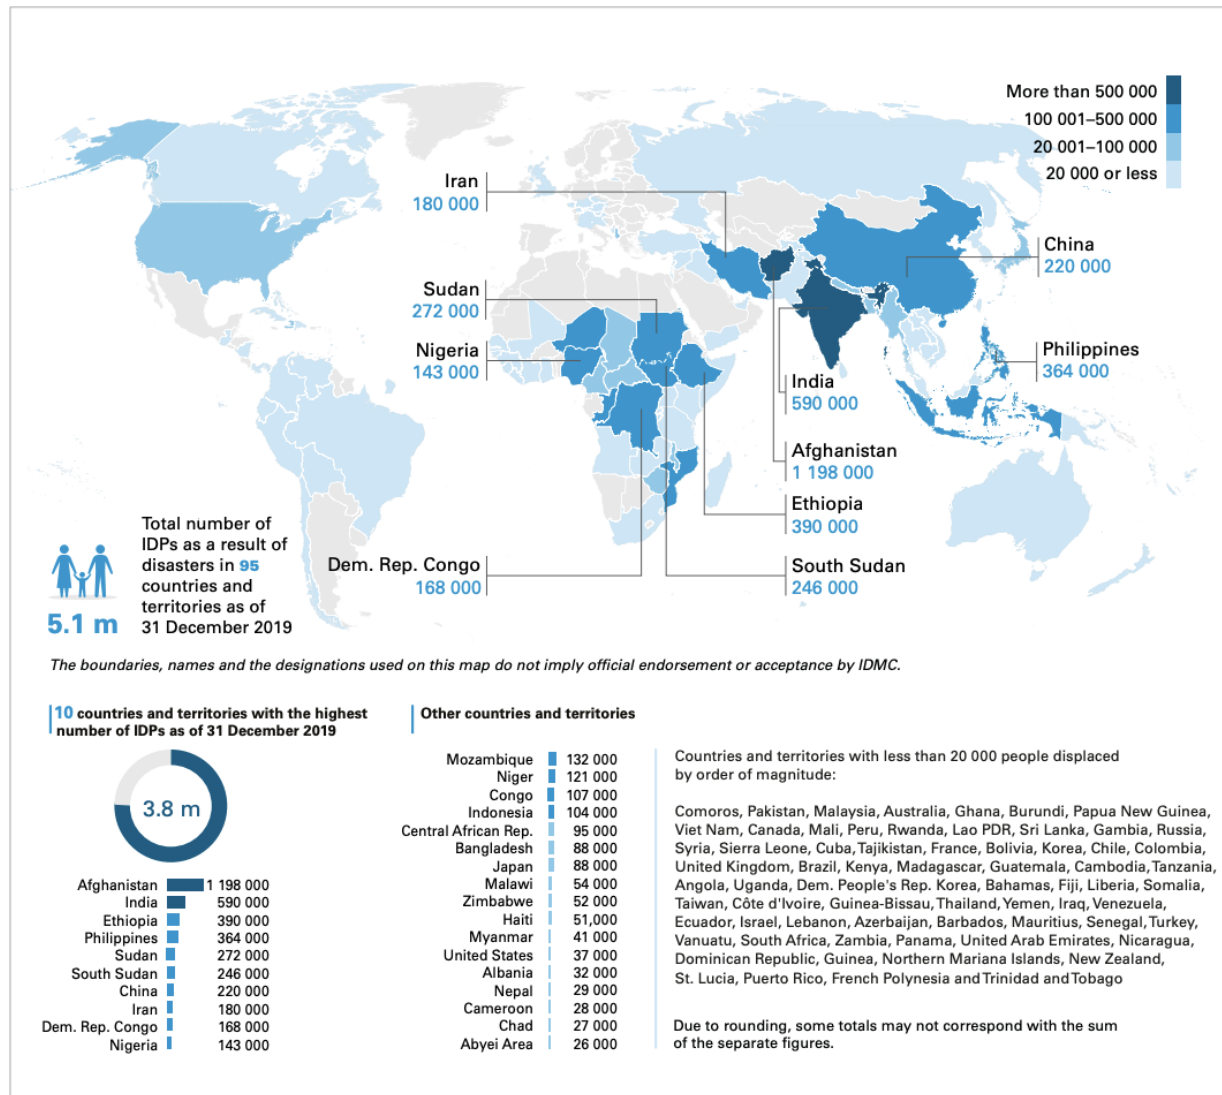 More than 500 000
100 001–500 000
20 001–100 000
20 000 or less
Iran
180 000
China
220 000
Sudan
272 000
Nigeria
143 000
Philippines
364 000
India
590 000
Afghanistan
1 198 000
Ethiopia
390 000
Dem. Rep. Congo
168 000
South Sudan
246 000
Total number of
IDPs as a result of
disasters in 95
countries and
territories as of
31 December 2019
5.1 m
The boundaries, names and the designations used on this map do not imply official endorsement or acceptance by IDMC.
10 countries and territories with the highest
number of IDPs as of 31 December 2019
3.8 m
Afghanistan 1 198 000
India 590 000
Ethiopia 390 000
Philippines 364 000
Sudan 272 000
South Sudan 246 000
China 220 000
Iran 180 000
Dem. Rep. Congo 168 000
Nigeria 143 000
Other countries and territories
Mozambique 132 000
Niger 121 000
Congo 107 000
Indonesia 104 000
Central African Rep. 95 000
Bangladesh 88 000
Japan 88 000
Malawi 54 000
Zimbabwe 52 000
Haiti 51,000
Myanmar 41 000
United States 37 000
Albania 32 000
Nepal 29 000
Cameroon 28 000
Chad 27 000
Abyei Area 26 000
Countries and territories with less than 20 000 people displaced
by order of magnitude:
Comoros, Pakistan, Malaysia, Australia, Ghana, Burundi, Papua New Guinea,
Viet Nam, Canada, Mali, Peru, Rwanda, Lao PDR, Sri Lanka, Gambia, Russia,
Syria, Sierra Leone, Cuba, Tajikistan, France, Bolivia, Korea, Chile, Colombia,
United Kingdom, Brazil, Kenya, Madagascar, Guatemala, Cambodia, Tanzania,
Angola, Uganda, Dem. People's Rep. Korea, Bahamas, Fiji, Liberia, Somalia,
Taiwan, Côte d'Ivoire, Guinea-Bissau, Thailand, Yemen, Iraq, Venezuela,
Ecuador, Israel, Lebanon, Azerbaijan, Barbados, Mauritius, Senegal, Turkey,
Vanuatu, South Africa, Zambia, Panama, United Arab Emirates, Nicaragua,
Dominican Republic, Guinea, Northern Mariana Islands, New Zealand,
St. Lucia, Puerto Rico, French Polynesia and Trinidad and Tobago
Due to rounding, some totals may not correspond with the sum
of the separate figures.